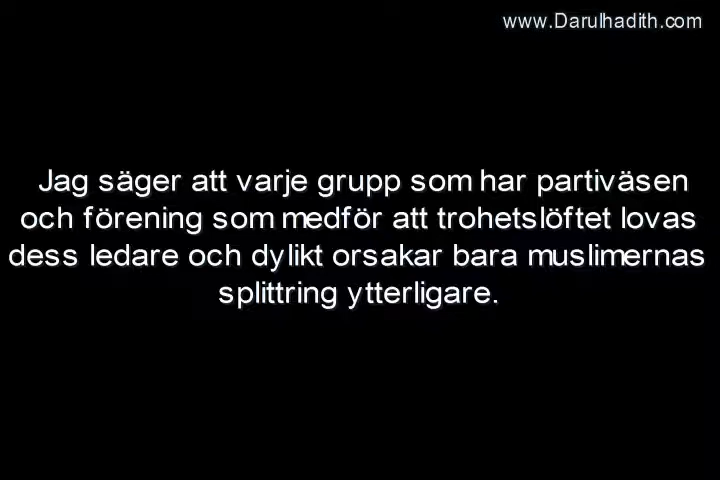 www.Darulhadith.com
Jag säger att varje grupp som har partiväsen
och förening som medför att trohetslöftet lovas
dess ledare och dylikt orsakar bara muslimernas
splittring ytterligare.